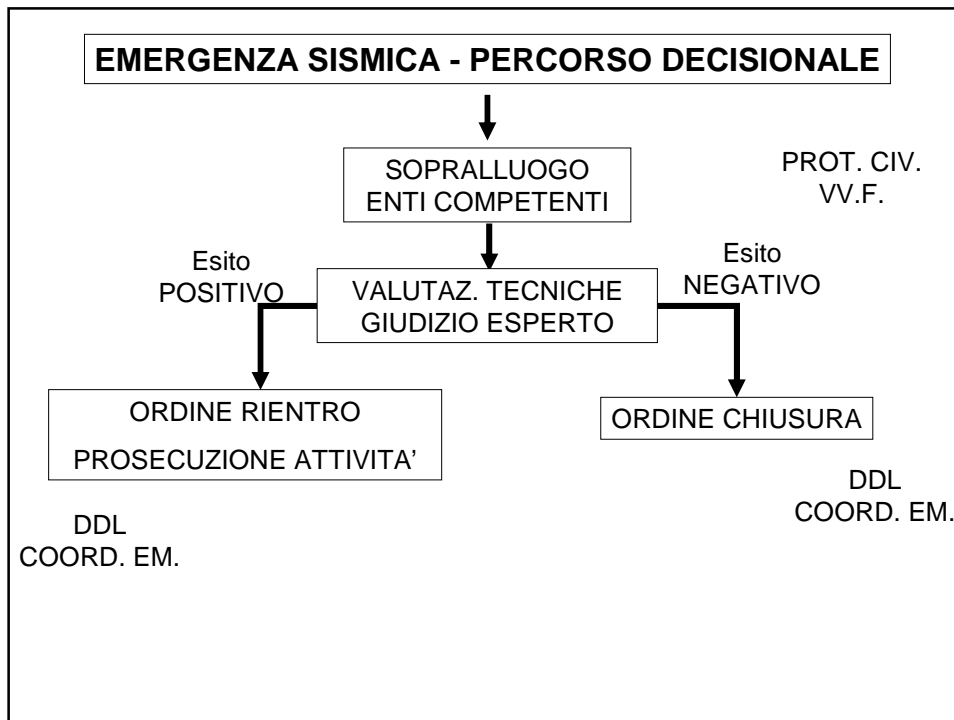 EMERGENZA SISMICA - PERCORSO DECISIONALE
SOPRALLUOGO
ENTI COMPETENTI
PROT. CIV.
VV.F.
Esito
POSITIVO
Esito
NEGATIVO
VALUTAZ. TECNICHE
GIUDIZIO ESPERTO
ORDINE RIENTRO
PROSECUZIONE ATTIVITA’
ORDINE CHIUSURA
DDL
COORD. EM.
DDL
COORD. EM.